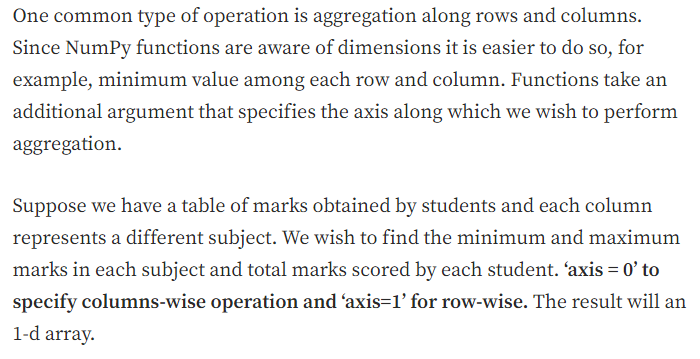 One common type of operation is aggregation along rows and columns.
Since NumPy functions are aware of dimensions it is easier to do so, for
example, minimum value among each row and column. Functions take an
additional argument that specifies the axis along which we wish to perform
aggregation.
Suppose we have a table of marks obtained by students and each column
represents a different subject. We wish to find the minimum and maximum
marks in each subject and total marks scored by each student. ‘axis = 0’ to
specify columns-wise operation and ‘axis=1’ for row-wise. The result will an
1-d array.